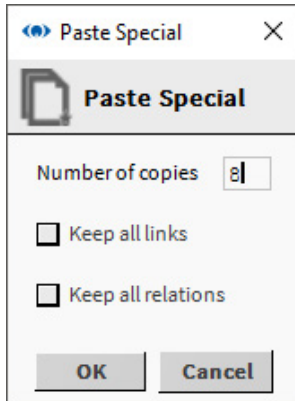 Paste Special
Paste Special
Number of copies 8
Keep all links
Keep all relations
OK Cancel